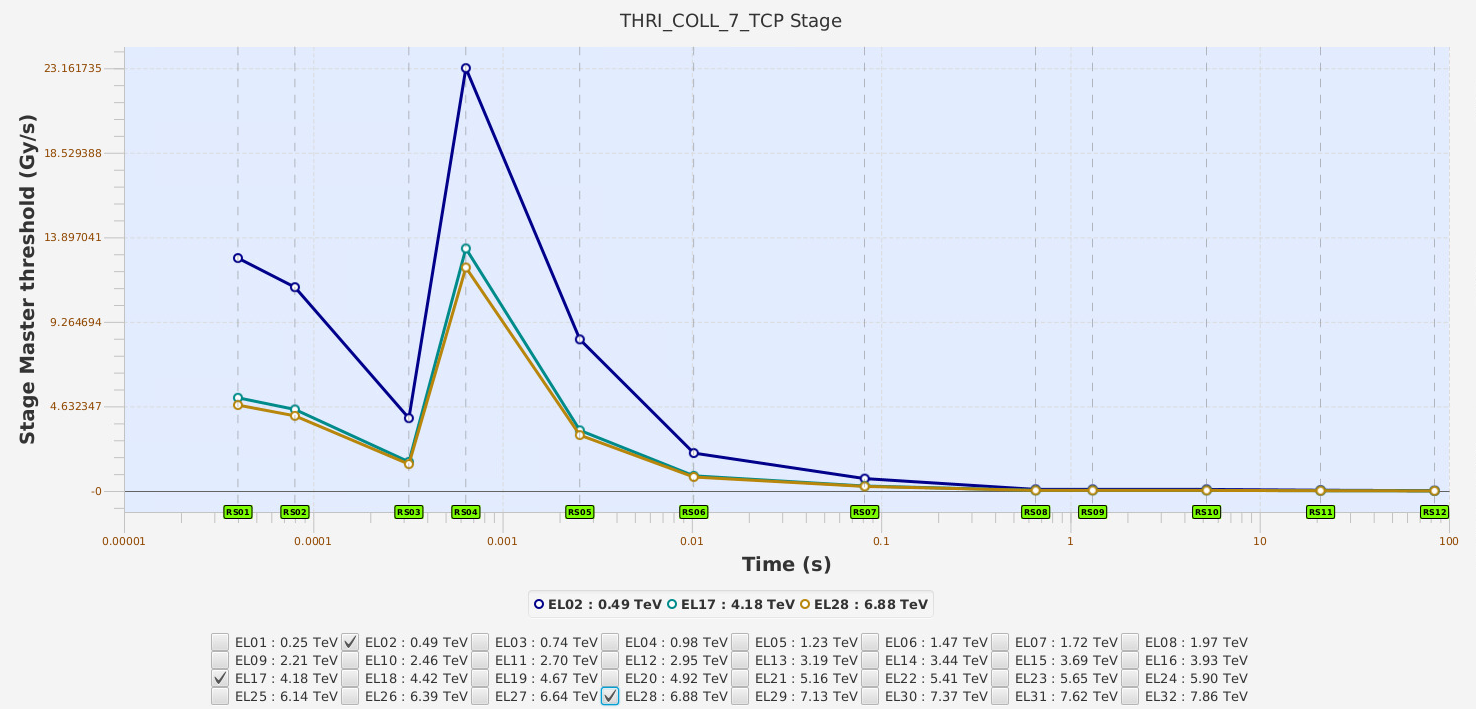 THRI_COLL_7_TCP Stage
Stage Master threshold (Gy/s)
23.161735
18.529388
13.897041
9.264694
4.632347
-0
RS01 RS02 RS03 RS04 RS05 RS06 RS07 RS08 RS09 RS10 RS11 RS12
0.00001 0.0001 0.001 0.01 0.1 1 10 100
Time (s)
EL02 : 0.49 TeV EL17 : 4.18 TeV EL28 : 6.88 TeV
EL01 : 0.25 TeV EL02 : 0.49 TeV EL03 : 0.74 TeV EL04 : 0.98 TeV EL05 : 1.23 TeV EL06 : 1.47 TeV EL07 : 1.72 TeV EL08 : 1.97 TeV
EL09 : 2.21 TeV EL10 : 2.46 TeV EL11 : 2.70 TeV EL12 : 2.95 TeV EL13 : 3.19 TeV EL14 : 3.44 TeV EL15 : 3.69 TeV EL16 : 3.93 TeV
EL17 : 4.18 TeV EL18 : 4.42 TeV EL19 : 4.67 TeV EL20 : 4.92 TeV EL21 : 5.16 TeV EL22 : 5.41 TeV EL23 : 5.65 TeV EL24 : 5.90 TeV
EL25 : 6.14 TeV EL26 : 6.39 TeV EL27 : 6.64 TeV EL28 : 6.88 TeV EL29 : 7.13 TeV EL30 : 7.37 TeV EL31 : 7.62 TeV EL32 : 7.86 TeV